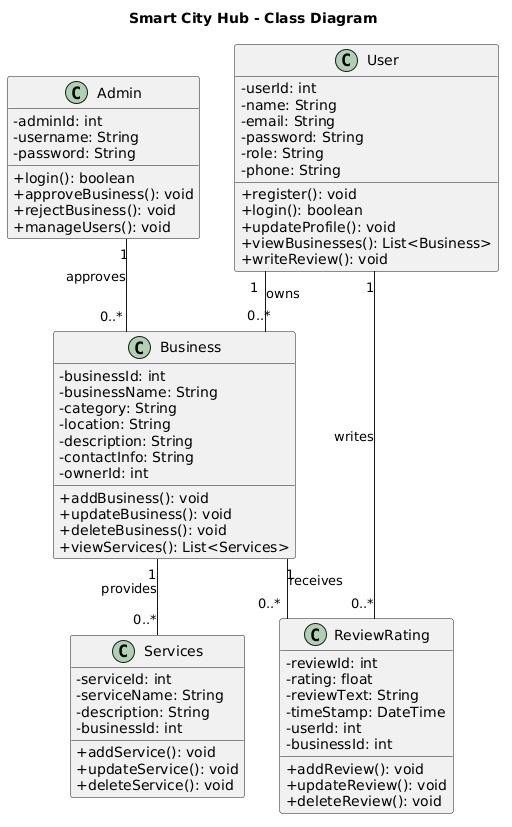 Smart City Hub - Class Diagram
C User
-userId: int
-name: String
-email: String
-password: String
-role: String
-phone: String
+register(): void
+login(): boolean
+updateProfile(): void
+viewBusinesses(): List<Business>
+writeReview(): void
C Admin
-adminId: int
-username: String
-password: String
+login(): boolean
+approveBusiness(): void
+rejectBusiness(): void
+manageUsers(): void
1
approves
0..*
1
owns
0..*
1
writes
0..*
C Business
-businessId: int
-businessName: String
-category: String
-location: String
-description: String
-contactInfo: String
-ownerId: int
+addBusiness(): void
+updateBusiness(): void
+deleteBusiness(): void
+viewServices(): List<Services>
1
provides
0..*
1
receives
0..*
C Services
-serviceId: int
-serviceName: String
-description: String
-businessId: int
+addService(): void
+updateService(): void
+deleteService(): void
C ReviewRating
-reviewId: int
-rating: float
-reviewText: String
-timeStamp: DateTime
-userId: int
-businessId: int
+addReview(): void
+updateReview(): void
+deleteReview(): void